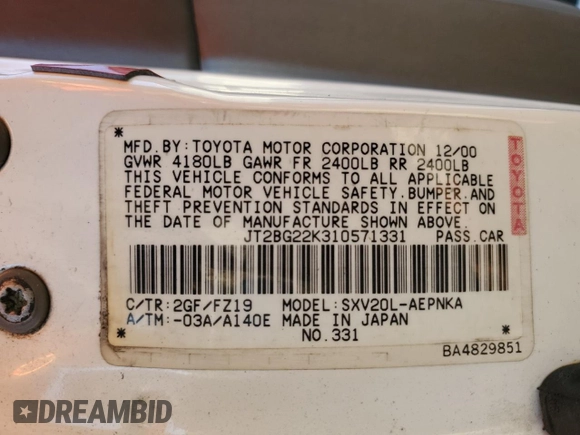 MFD.BY:TOYOTA MOTOR CORPORATION 12/00
GVWR 4180LB GAWR FR 2400LB RR 2400LB
THIS VEHICLE CONFORMS TO ALL APPLICABLE
FEDERAL MOTOR VEHICLE SAFETY,BUMPER,AND
THEFT PREVENTION STANDARDS IN EFFECT ON
THE DATE OF MANUFACTURE SHOWN ABOVE.
JT2BG22K310571331 PASS.CAR
TOYOTA
C/TR:2GF/FZ19 MODEL:SXV20L-AEPNKA
A/TM:-03A/A140E MADE IN JAPAN
NO.331
BA4829851
DREAMBID